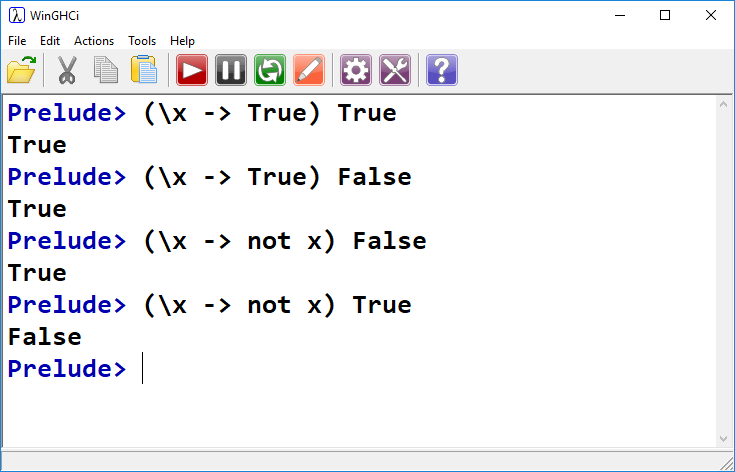 WinGHCi
File Edit Actions Tools Help
Prelude> (\x -> True) True
True
Prelude> (\x -> True) False
True
Prelude> (\x -> not x) False
True
Prelude> (\x -> not x) True
False
Prelude>